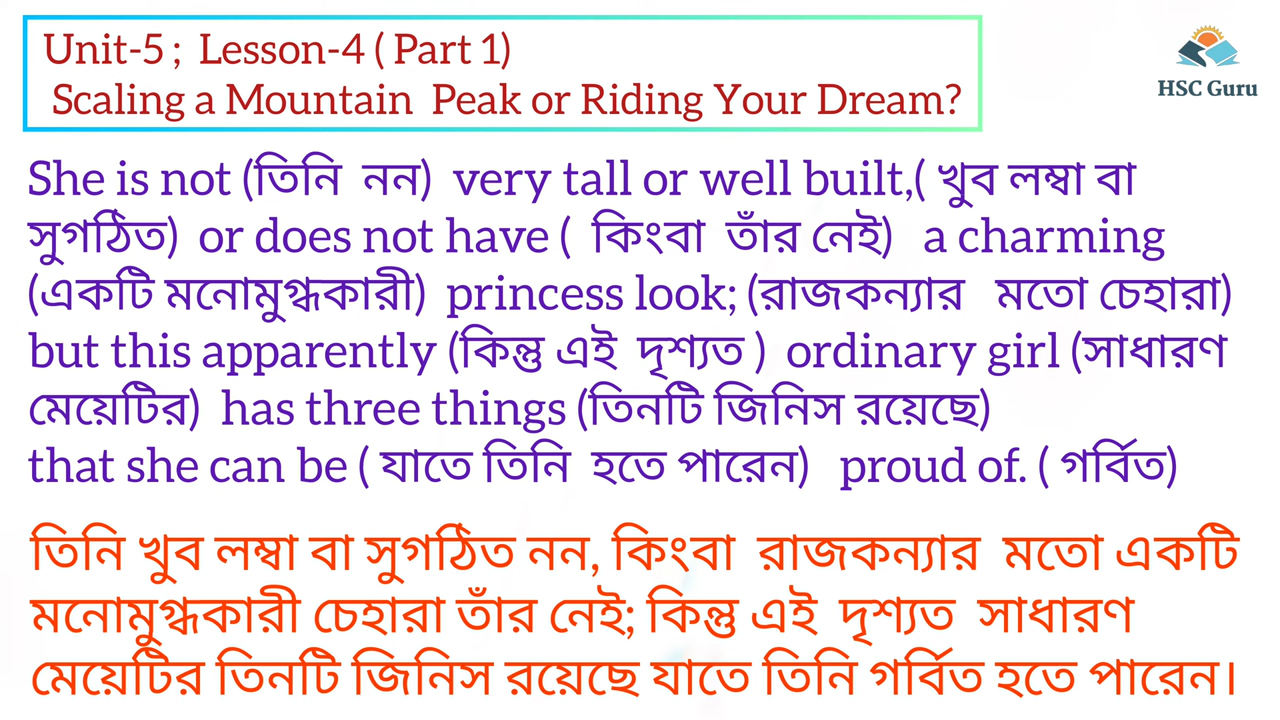 Unit-5 ; Lesson-4 ( Part 1)
Scaling a Mountain Peak or Riding Your Dream?
HSC Guru
She is not (তিনি নন) very tall or well built,( খুব লম্বা বা
সুগঠিত) or does not have ( কিংবা তাঁর নেই) a charming
(একটি মনোমুগ্ধকারী) princess look; (রাজকন্যার মতো চেহারা)
but this apparently (কিন্তু এই দৃশ্যত ) ordinary girl (সাধারণ
মেয়েটির) has three things (তিনটি জিনিস রয়েছে)
that she can be ( যাতে তিনি হতে পারেন) proud of. ( গর্বিত)
তিনি খুব লম্বা বা সুগঠিত নন, কিংবা রাজকন্যার মতো একটি
মনোমুগ্ধকারী চেহারা তাঁর নেই; কিন্তু এই দৃশ্যত সাধারণ
মেয়েটির তিনটি জিনিস রয়েছে যাতে তিনি গর্বিত হতে পারেন।